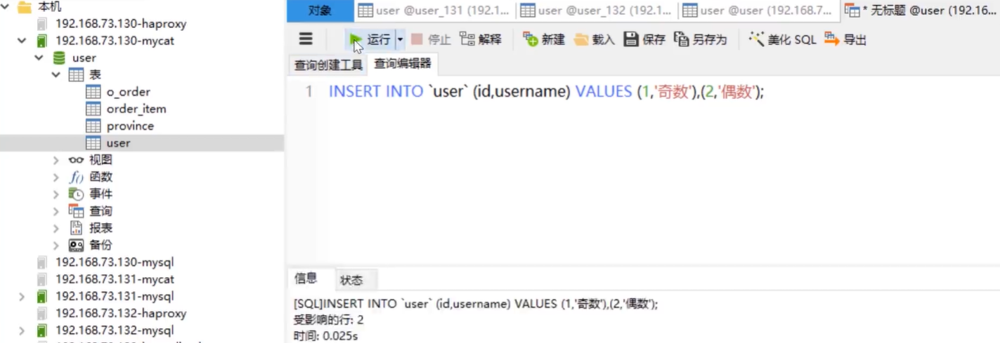 本机
192.168.73.130-haproxy
192.168.73.130-mycat
user
表
o_order
order_item
province
user
视图
函数
事件
查询
报表
备份
192.168.73.130-mysql
192.168.73.131-mycat
192.168.73.131-mysql
192.168.73.132-haproxy
192.168.73.132-mysql
对象 user @user_131 (192.1... user @user_132 (192.1... user @user (192.168.7... * 无标题 @user (192.16...
运行 停止 解释 新建 载入 保存 另存为 美化 SQL 导出
查询创建工具 查询编辑器
1 INSERT INTO `user` (id,username) VALUES (1,'奇数'),(2,'偶数');
信息 状态
[SQL]INSERT INTO `user` (id,username) VALUES (1,'奇数'),(2,'偶数');
受影响的行: 2
时间: 0.025s